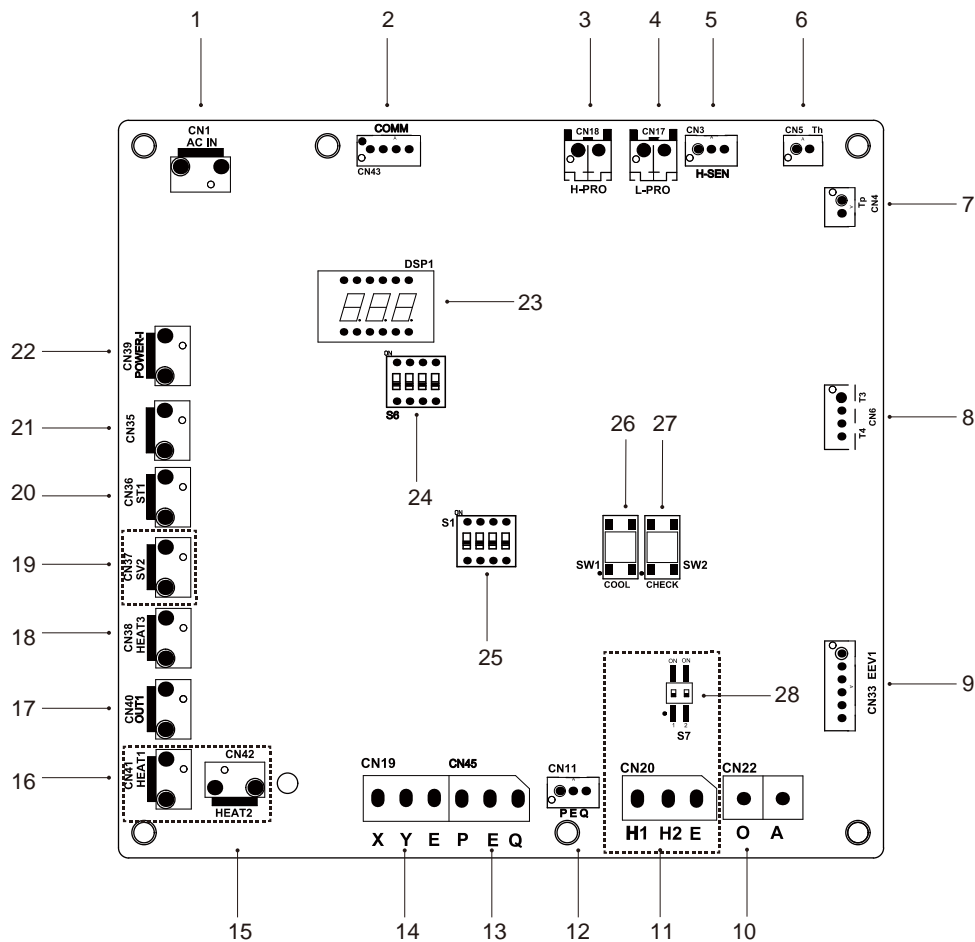 1 2 3 4 5 6
CN1
AC IN
COMM
CN43
CN18
H-PRO
CN17
L-PRO
CN3
H-SEN
CN5 Th
Tp
CN4
7
DSP1
23
22
CN39
POWER-I
ON
S6
24
21
CN35
T3
CN6
T4
8
26 27
20
CN36
ST1
ON
S1
25
19
CN37
SV2
SW1
COOL
SW2
CHECK
18
CN38
HEAT3
CN33 EEV1
9
ON ON
1 2
S7
28
17
CN40
OUT1
16
CN41
HEAT1
CN42
HEAT2
CN19
X Y E
CN45
P E Q
CN11
P E Q
CN20
H1 H2 E
CN22
O A
15 14 13 12 11 10